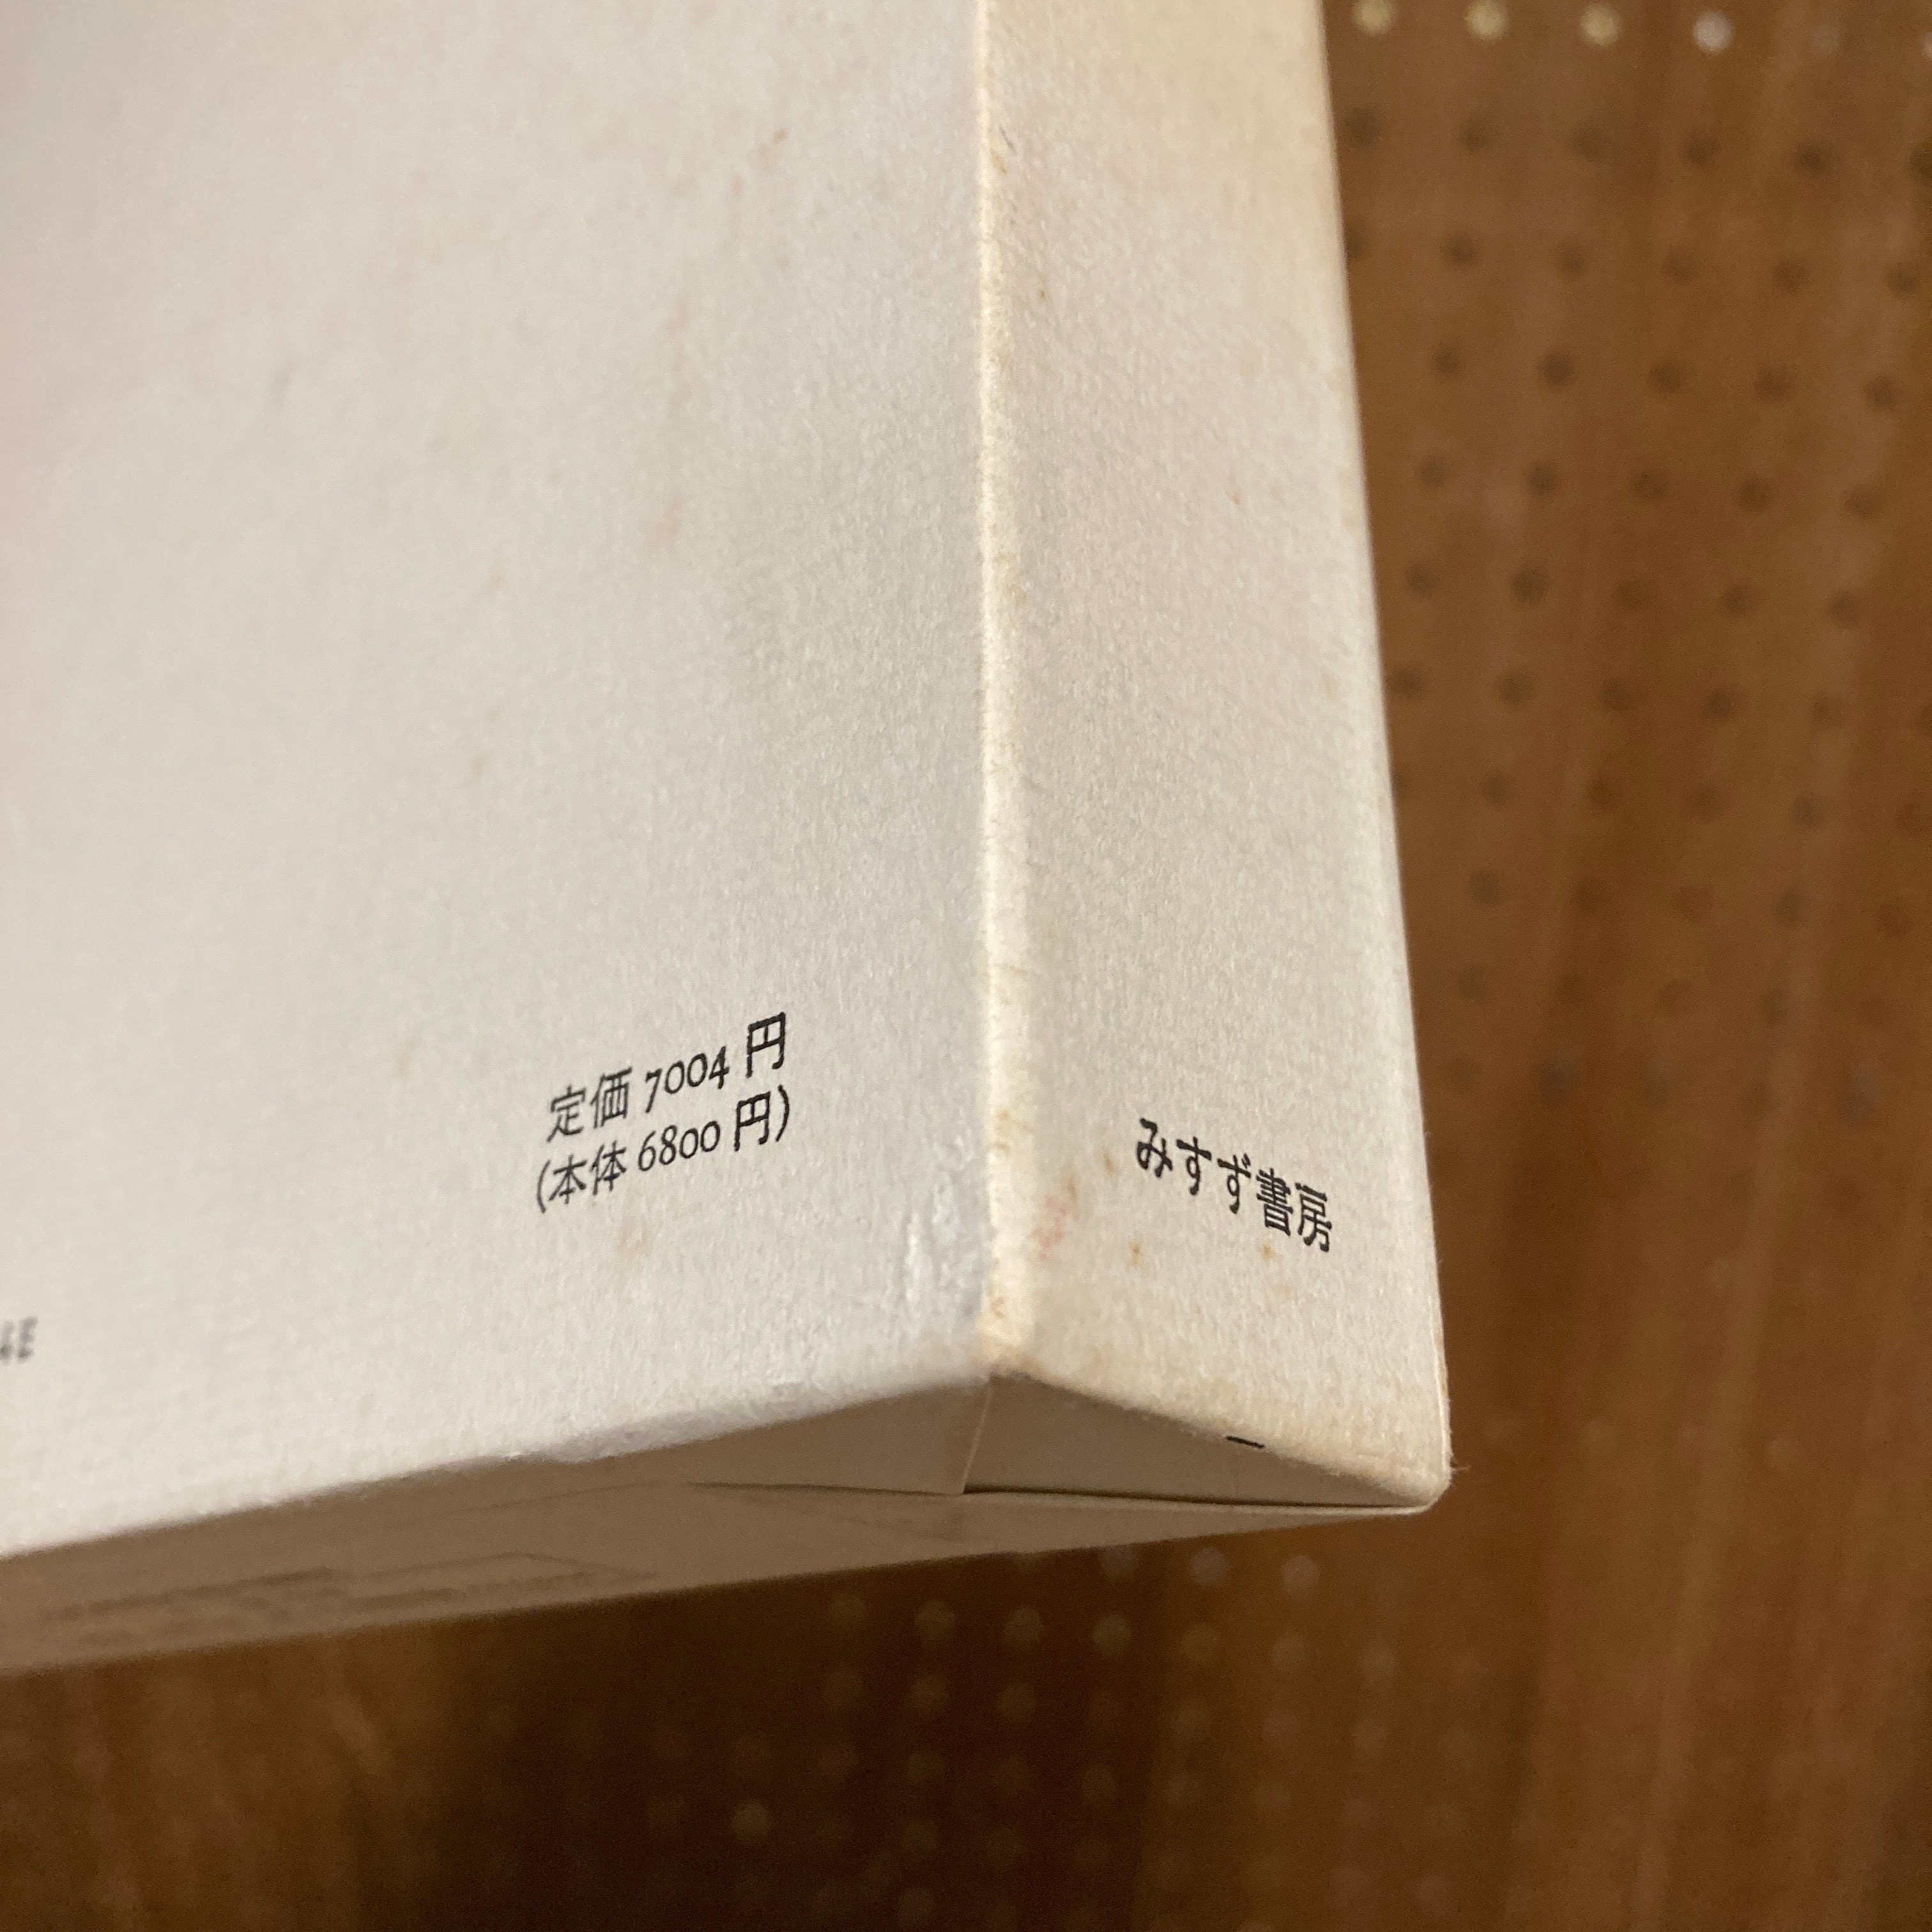 定価 7004 円
(本体 6800 円)
みすず書房